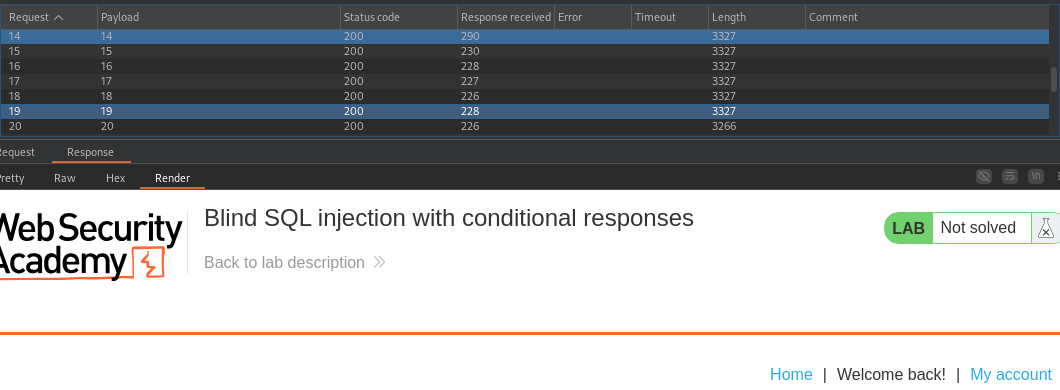 Request Payload Status code Response received Error Timeout Length Comment
14 14 200 290 3327
15 15 200 230 3327
16 16 200 228 3327
17 17 200 227 3327
18 18 200 226 3327
19 19 200 228 3327
20 20 200 226 3266
equest Response
retty Raw Hex Render \n
Web Security
Academy
Blind SQL injection with conditional responses
Back to lab description
LAB Not solved
Home | Welcome back! | My account